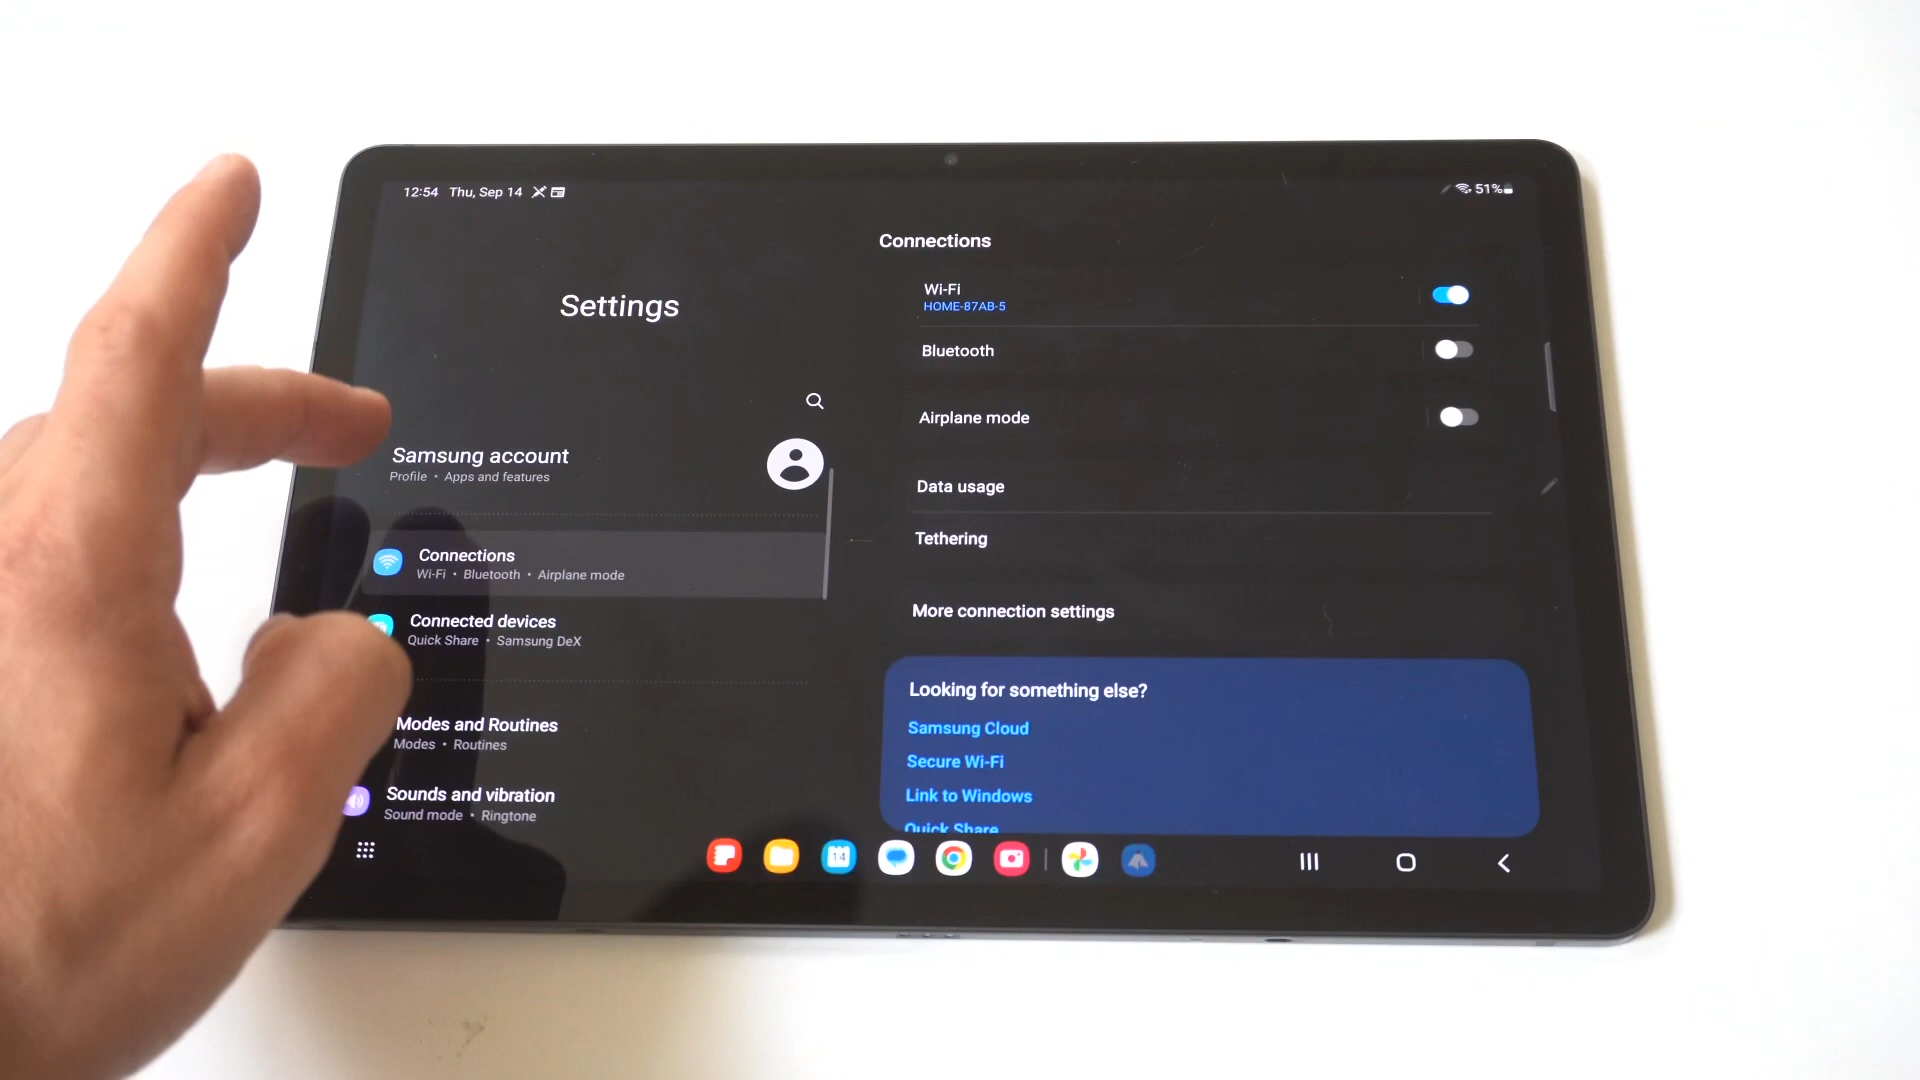 12:54 Thu, Sep 14
51%
Settings
Samsung account
Profile • Apps and features
Connections
Wi-Fi • Bluetooth • Airplane mode
Connected devices
Quick Share • Samsung DeX
Modes and Routines
Modes • Routines
Sounds and vibration
Sound mode • Ringtone
Connections
Wi-Fi
HOME-87AB-5
Bluetooth
Airplane mode
Data usage
Tethering
More connection settings
Looking for something else?
Samsung Cloud
Secure Wi-Fi
Link to Windows
Quick Share
14